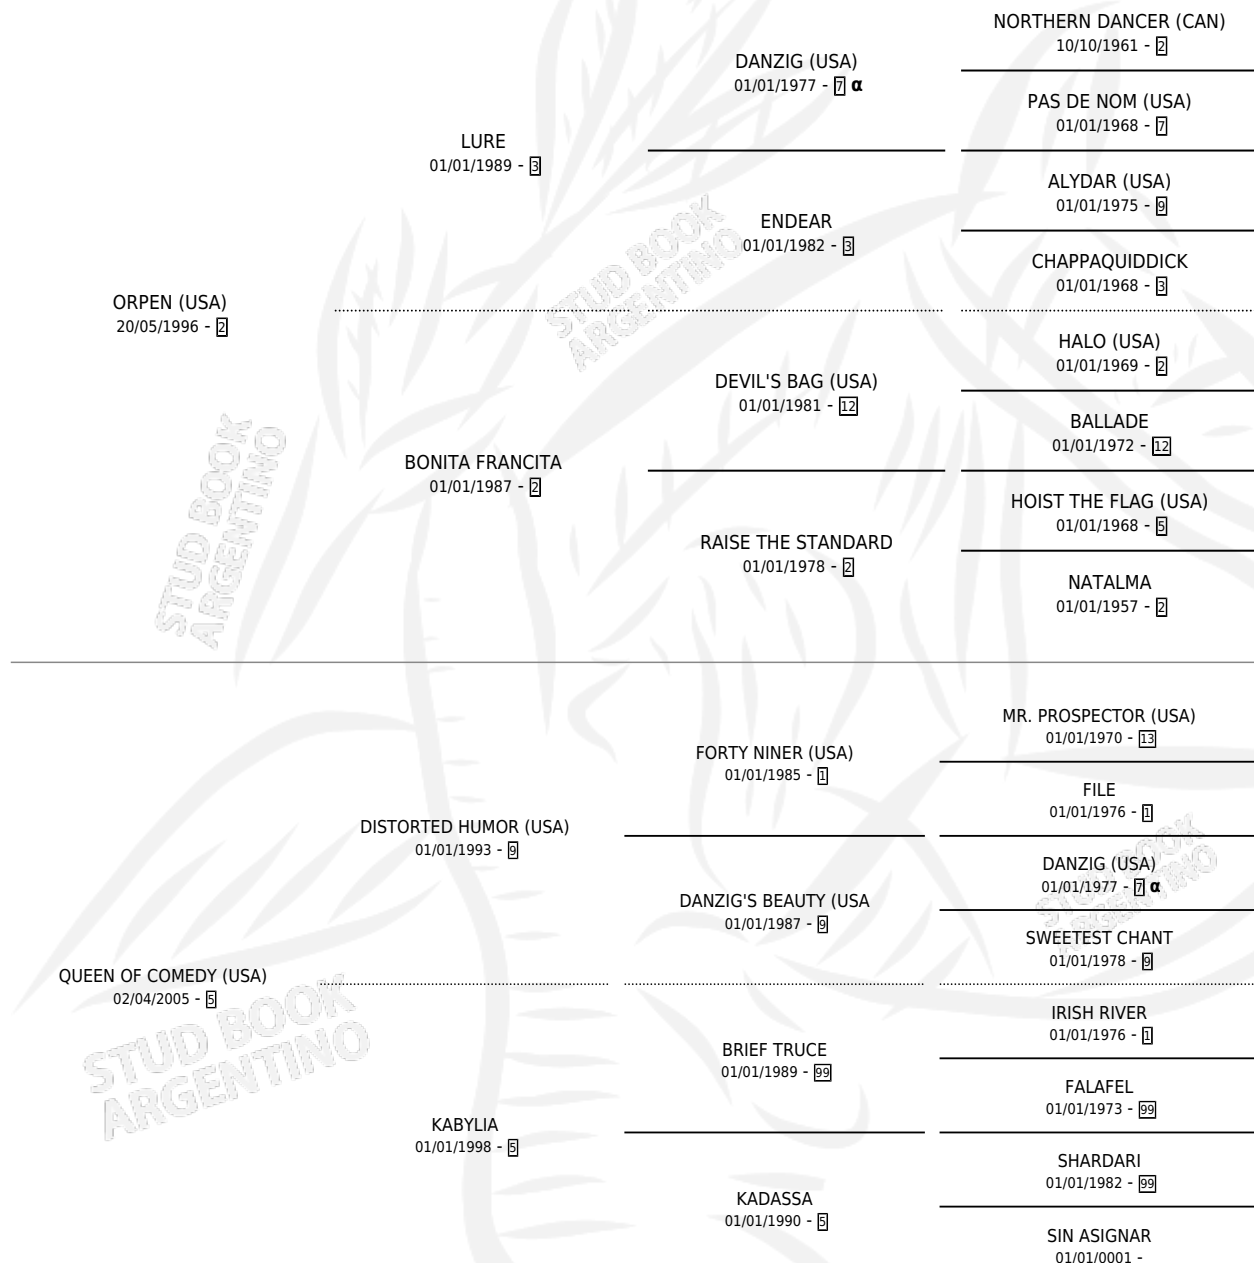 NORTHERN DANCER (CAN)
10/10/1961 - 2
DANZIG (USA)
01/01/1977 - 7 α
PAS DE NOM (USA)
01/01/1968 - 7
LURE
01/01/1989 - 3
ALYDAR (USA)
01/01/1975 - 9
ENDEAR
01/01/1982 - 3
CHAPPAQUIDDICK
01/01/1968 - 3
ORPEN (USA)
20/05/1996 - 2
HALO (USA)
01/01/1969 - 2
DEVIL'S BAG (USA)
01/01/1981 - 12
BALLADE
01/01/1972 - 12
BONITA FRANCITA
01/01/1987 - 2
HOIST THE FLAG (USA)
01/01/1968 - 5
RAISE THE STANDARD
01/01/1978 - 2
NATALMA
01/01/1957 - 2
MR. PROSPECTOR (USA)
01/01/1970 - 13
FORTY NINER (USA)
01/01/1985 - 1
FILE
01/01/1976 - 1
DISTORTED HUMOR (USA)
01/01/1993 - 9
DANZIG (USA)
01/01/1977 - 7 α
DANZIG'S BEAUTY (USA
01/01/1987 - 9
SWEETEST CHANT
01/01/1978 - 9
QUEEN OF COMEDY (USA)
02/04/2005 - 5
IRISH RIVER
01/01/1976 - 1
BRIEF TRUCE
01/01/1989 - 99
FALAFEL
01/01/1973 - 99
KABYLIA
01/01/1998 - 5
SHARDARI
01/01/1982 - 99
KADASSA
01/01/1990 - 5
SIN ASIGNAR
01/01/0001 -
STUD BOOK
ARGENTINO
STUD BOOK
ARGENTINO
STUD BOOK
ARGENTINO
STUD BOOK
ARGENTINO